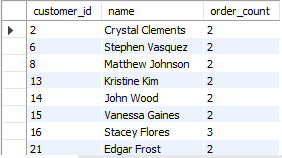 customer_id name order_count
2 Crystal Clements 2
6 Stephen Vasquez 2
8 Matthew Johnson 2
13 Kristine Kim 2
14 John Wood 2
15 Vanessa Gaines 2
16 Stacey Flores 3
21 Edgar Frost 2